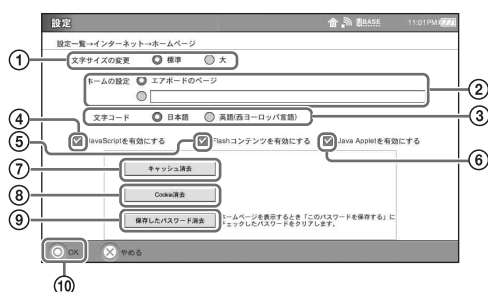 設定
BASE 11:01PM
設定一覧→インターネット→ホームページ
① 文字サイズの変更 標準 大
ホームの設定 エアボードのページ ②
文字コード 日本語 英語(西ヨーロッパ言語) ③
④ JavaScriptを有効にする Flashコンテンツを有効にする Java Appletを有効にする
⑤
⑥
⑦ キャッシュ消去
⑧ Cookie消去
⑨ 保存したパスワード消去 ホームページを表示するとき「このパスワードを保存する」に
チェックしたパスワードをクリアします。
OK やめる
⑩